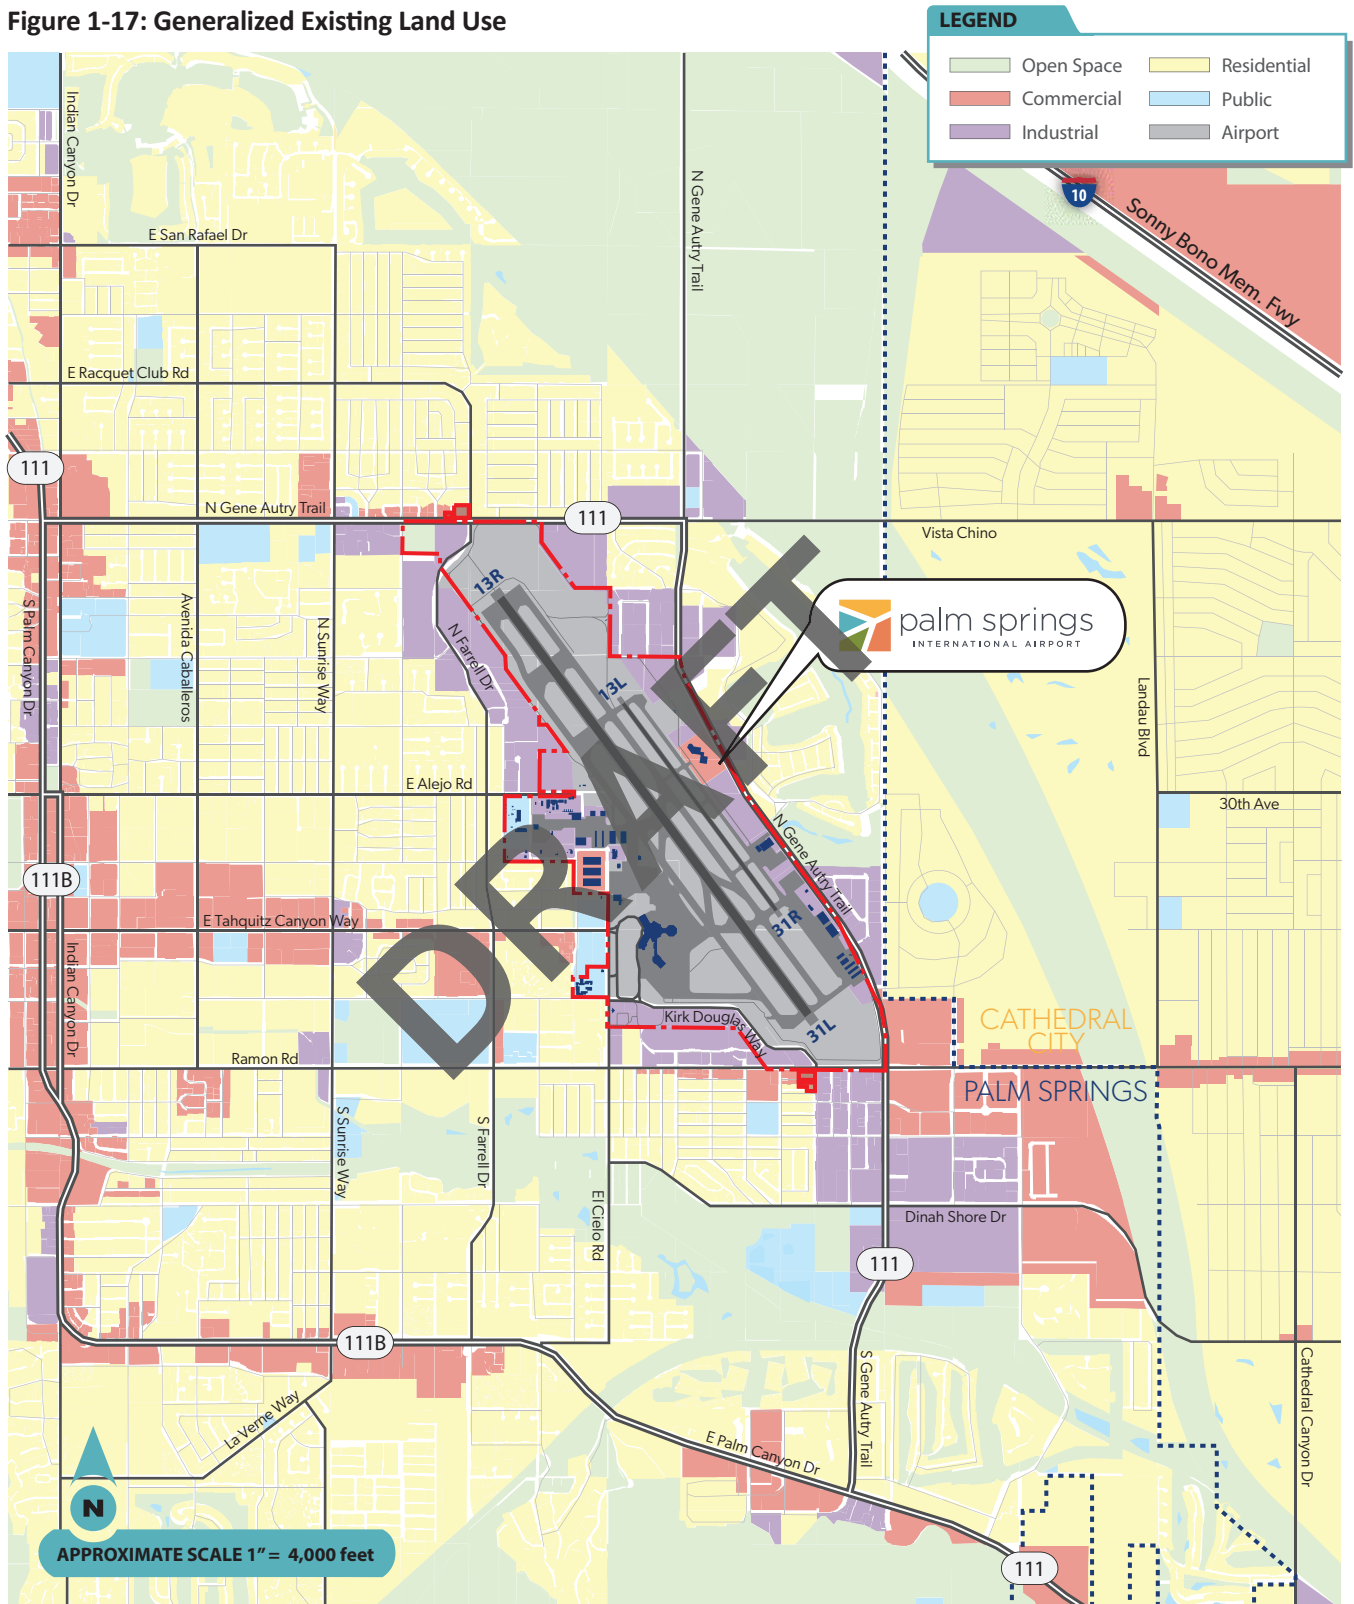 Figure 1-17: Generalized Existing Land Use
LEGEND
Open Space
Residential
Commercial
Public
Industrial
Airport
Indian Canyon Dr
N Gene Autry Trail
10
Sonny Bono Mem. Fwy
E San Rafael Dr
E Racquet Club Rd
111
N Gene Autry Trail
111
Vista Chino
13R
S Palm Canyon Dr
Avenida Caballeros
N Sunrise Way
N Farrell Dr
palm springs
INTERNATIONAL AIRPORT
13L
Landau Blvd
E Alejo Rd
30th Ave
DRAFT
N Gene Autry Trail
111B
E Tahquitz Canyon Way
31R
Indian Canyon Dr
Kirk Douglas Way
31L
CATHEDRAL
CITY
Ramon Rd
PALM SPRINGS
S Sunrise Way
S Farrell Dr
El Cielo Rd
Dinah Shore Dr
111
111B
S Gene Autry Trail
Cathedral Canyon Dr
La Verne Way
E Palm Canyon Dr
N
APPROXIMATE SCALE 1” = 4,000 feet
111